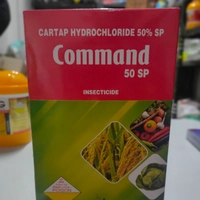 CARTAP HYDROCHLORIDE 50% SP
Command
50 SP
INSECTICIDE